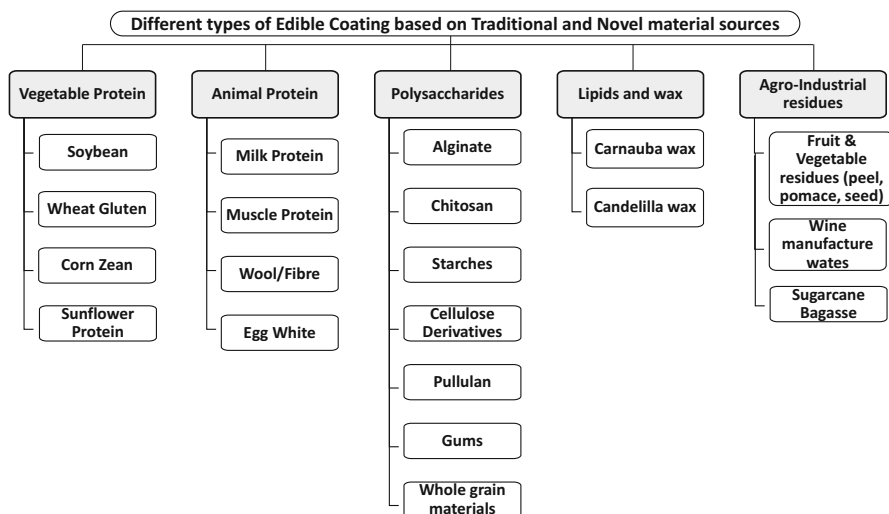 Different types of Edible Coating based on Traditional and Novel material sources
Vegetable Protein
Soybean
Wheat Gluten
Corn Zean
Sunflower
Protein
Animal Protein
Milk Protein
Muscle Protein
Wool/Fibre
Egg White
Polysaccharides
Alginate
Chitosan
Starches
Cellulose
Derivatives
Pullulan
Gums
Whole grain
materials
Lipids and wax
Carnauba wax
Candelilla wax
Agro-Industrial
residues
Fruit &
Vegetable
residues (peel,
pomace, seed)
Wine
manufacture
wates
Sugarcane
Bagasse